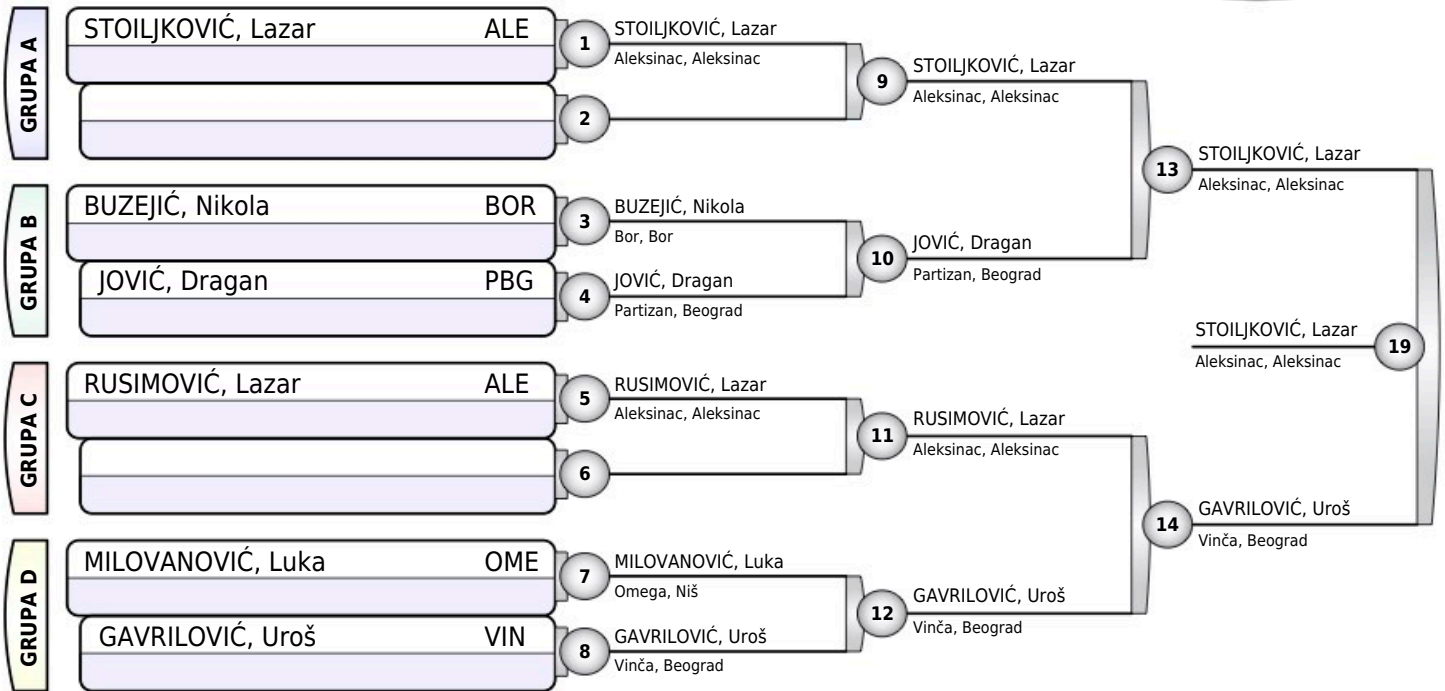 GRUPA A
STOILJKOVIĆ, Lazar ALE
1
STOILJKOVIĆ, Lazar
Aleksinac, Aleksinac
2
9
STOILJKOVIĆ, Lazar
Aleksinac, Aleksinac
GRUPA B
BUZEJIĆ, Nikola BOR
3
BUZEJIĆ, Nikola
Bor, Bor
JOVIĆ, Dragan PBG
4
JOVIĆ, Dragan
Partizan, Beograd
10
JOVIĆ, Dragan
Partizan, Beograd
13
STOILJKOVIĆ, Lazar
Aleksinac, Aleksinac
GRUPA C
RUSIMOVIĆ, Lazar ALE
5
RUSIMOVIĆ, Lazar
Aleksinac, Aleksinac
6
11
RUSIMOVIĆ, Lazar
Aleksinac, Aleksinac
GRUPA D
MILOVANOVIĆ, Luka OME
7
MILOVANOVIĆ, Luka
Omega, Niš
GAVRILOVIĆ, Uroš VIN
8
GAVRILOVIĆ, Uroš
Vinča, Beograd
12
GAVRILOVIĆ, Uroš
Vinča, Beograd
14
GAVRILOVIĆ, Uroš
Vinča, Beograd
STOILJKOVIĆ, Lazar
Aleksinac, Aleksinac
19